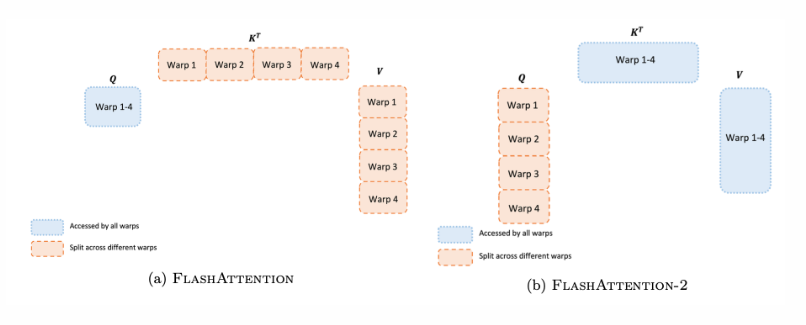 K^T
Warp 1 Warp 2 Warp 3 Warp 4
Q
Warp 1-4
V
Warp 1
Warp 2
Warp 3
Warp 4
Accessed by all warps
Split across different warps
(a) FLASHATTENTION
K^T
Warp 1-4
Q
Warp 1
Warp 2
Warp 3
Warp 4
V
Warp 1-4
Accessed by all warps
Split across different warps
(b) FLASHATTENTION-2